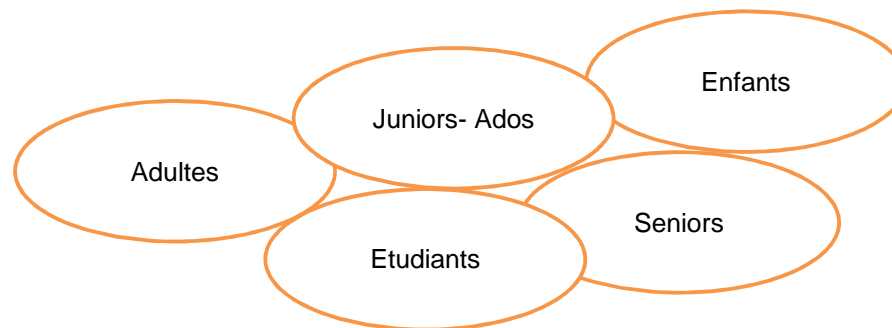 Enfants
Juniors- Ados
Adultes
Seniors
Etudiants